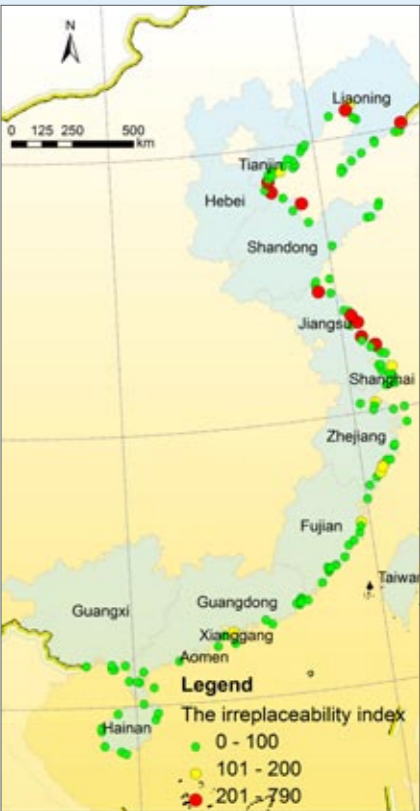 N
Liaoning
0 125 250 500
km
Tianjin
Hebei
Shandong
Jiangsu
Shanghai
Zhejiang
Fujian
Taiwan
Guangdong
Guangxi
Xianggang
Aomen
Legend
The irreplaceability index
Hainan
0 - 100
101 - 200
201 - 790